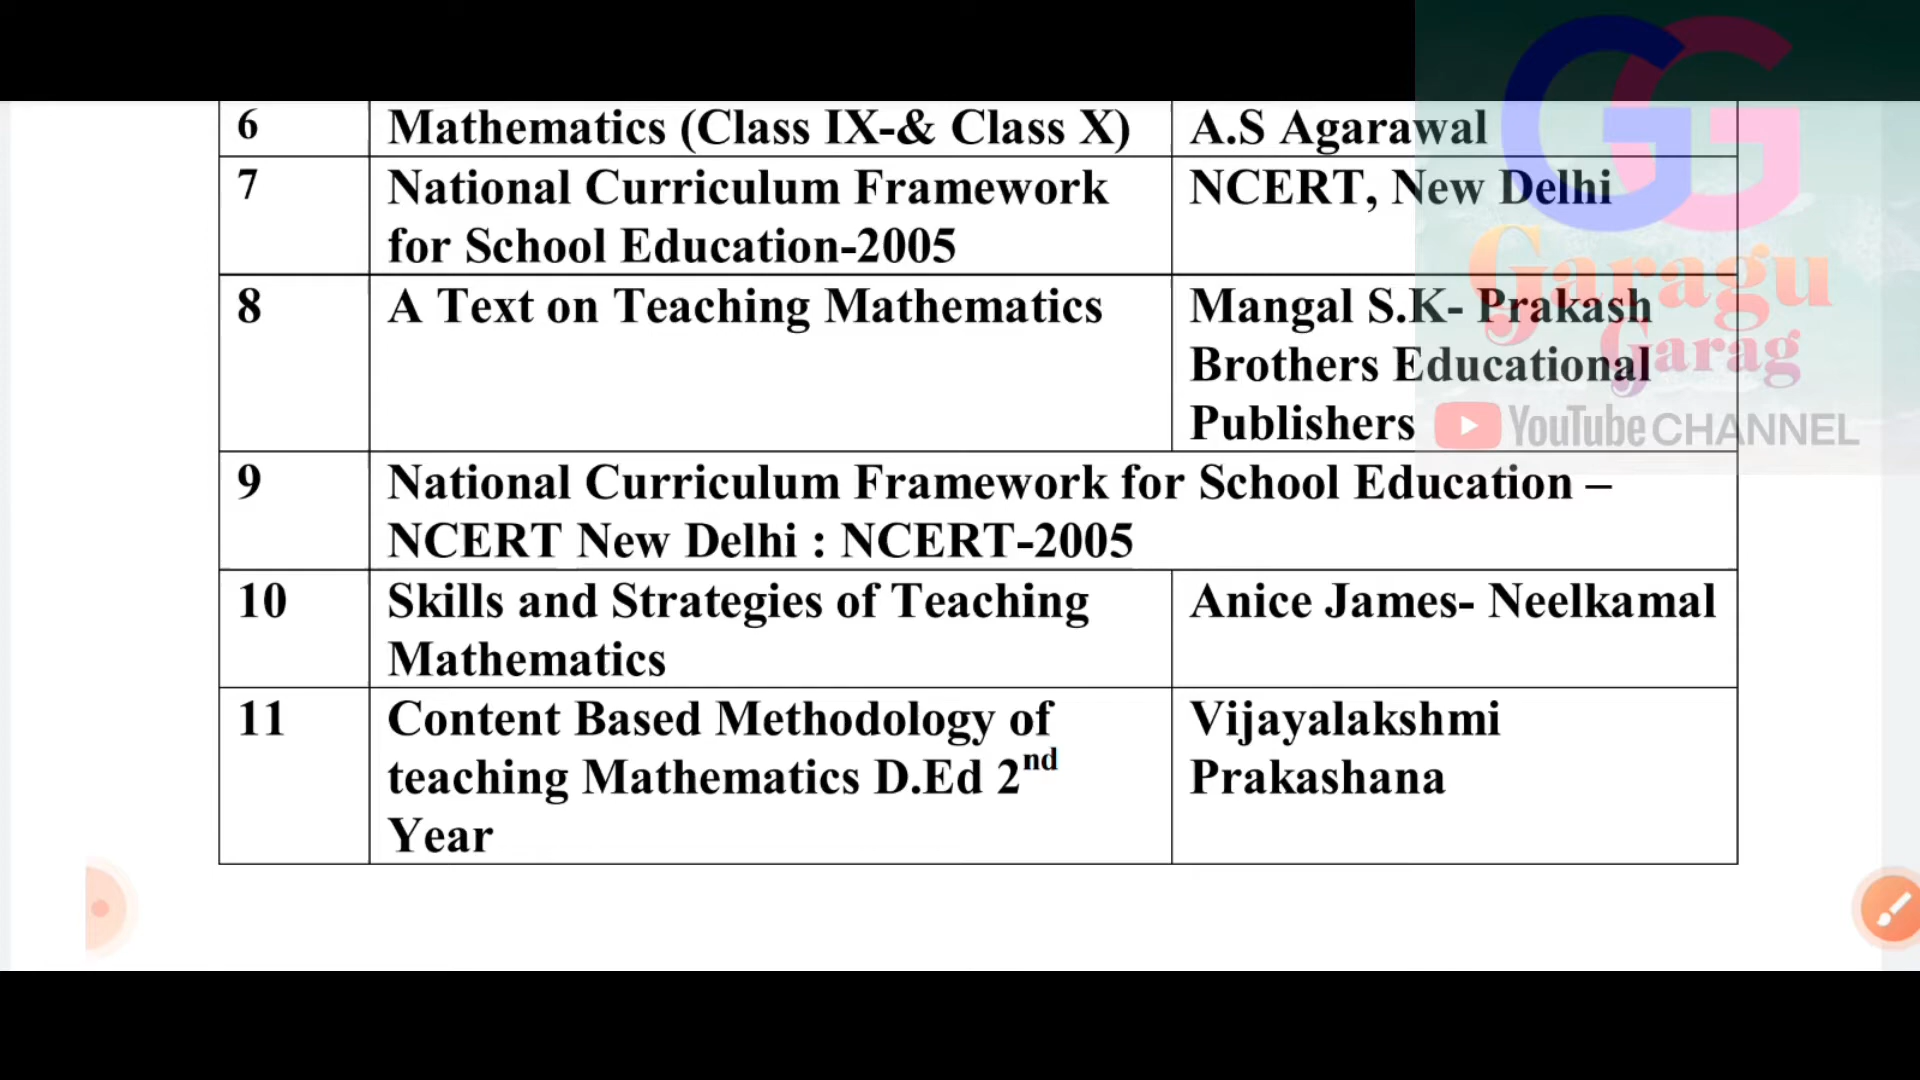 6 Mathematics (Class IX-& Class X) A.S Agarawal
7 National Curriculum Framework NCERT, New Delhi
for School Education-2005
8 A Text on Teaching Mathematics Mangal S.K- Prakash
Brothers Educational
Publishers
9 National Curriculum Framework for School Education –
NCERT New Delhi : NCERT-2005
10 Skills and Strategies of Teaching Anice James- Neelkamal
Mathematics
11 Content Based Methodology of Vijayalakshmi
teaching Mathematics D.Ed 2nd Prakashana
Year
GG
Garagu
Garag
YouTube CHANNEL